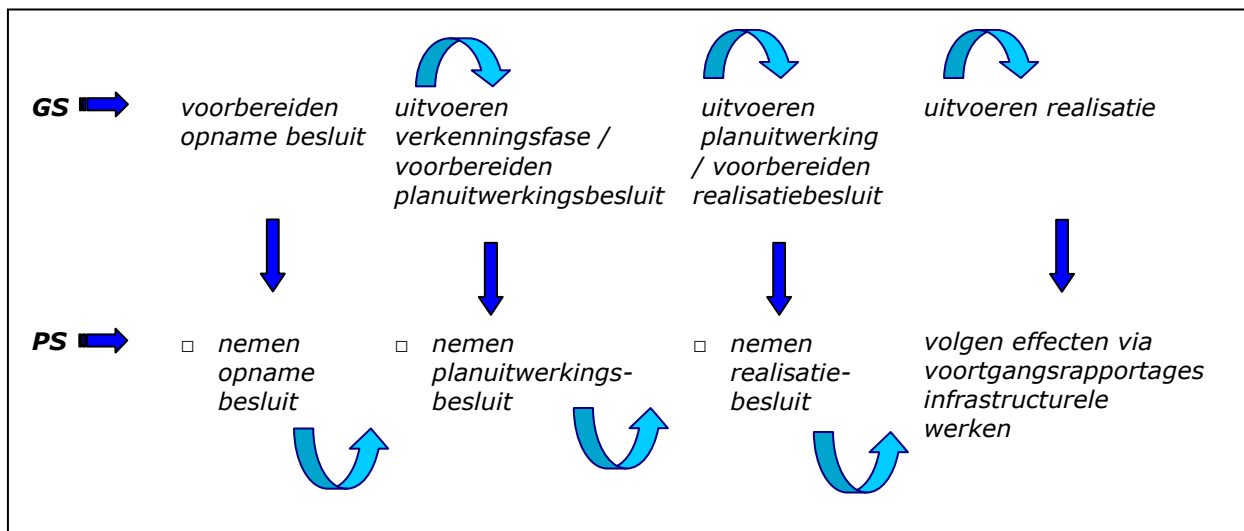 GS
voorbereiden
opname besluit
uitvoeren
verkenningsfase /
voorbereiden
planuitwerkingsbesluit
uitvoeren
planuitwerking
/ voorbereiden
realisatiebesluit
uitvoeren realisatie
PS
□ nemen
opname
besluit
□ nemen
planuitwerkings-
besluit
□ nemen
realisatie-
besluit
volgen effecten via
voortgangsrapportages
infrastructurele
werken